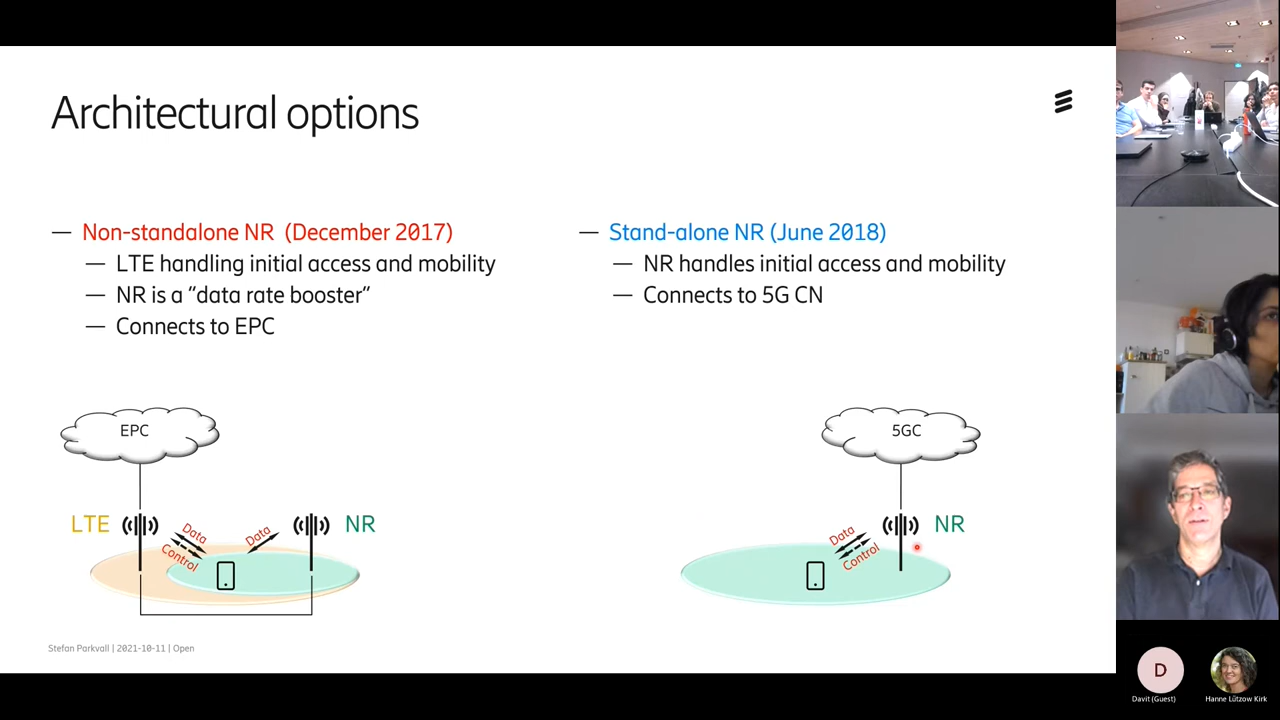 Architectural options
— Non-standalone NR (December 2017)
— LTE handling initial access and mobility
— NR is a “data rate booster”
— Connects to EPC
— Stand-alone NR (June 2018)
— NR handles initial access and mobility
— Connects to 5G CN
EPC
LTE
Data
Control
Data
NR
5GC
Data
Control
NR
Stefan Parkvall | 2021-10-11 | Open
D
Davit (Guest)
Hanne Lützow Kirk